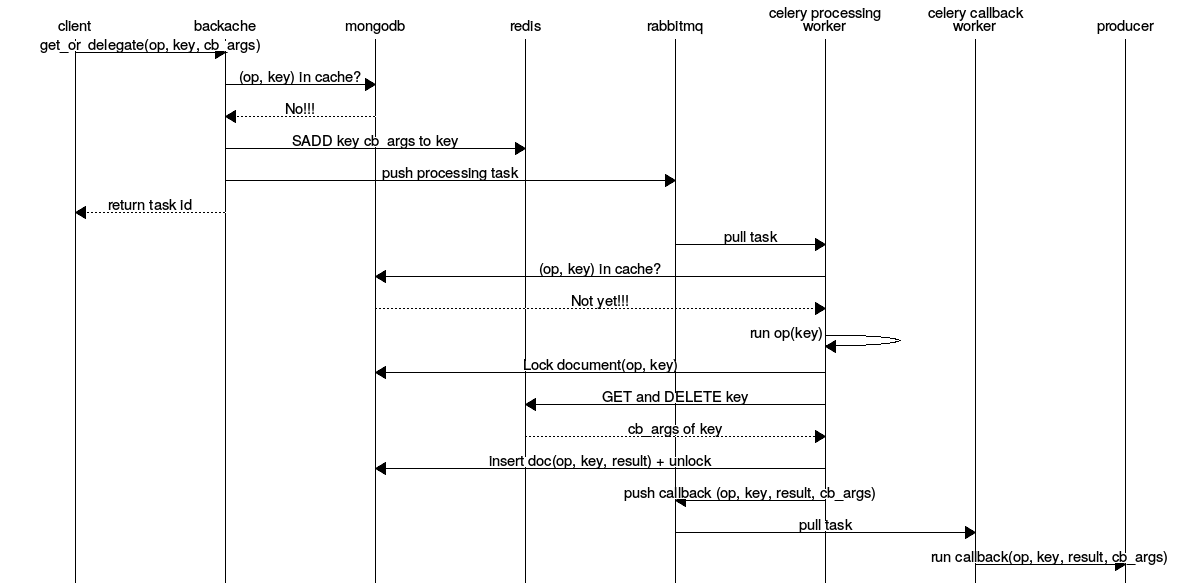 client
backache
mongodb
redis
rabbitmq
celery processing
worker
celery callback
worker
producer
get_or_delegate(op, key, cb_args)
(op, key) in cache?
No!!!
SADD key cb_args to key
push processing task
return task id
pull task
(op, key) in cache?
Not yet!!!
run op(key)
Lock document(op, key)
GET and DELETE key
cb_args of key
insert doc(op, key, result) + unlock
push callback (op, key, result, cb_args)
pull task
run callback(op, key, result, cb_args)